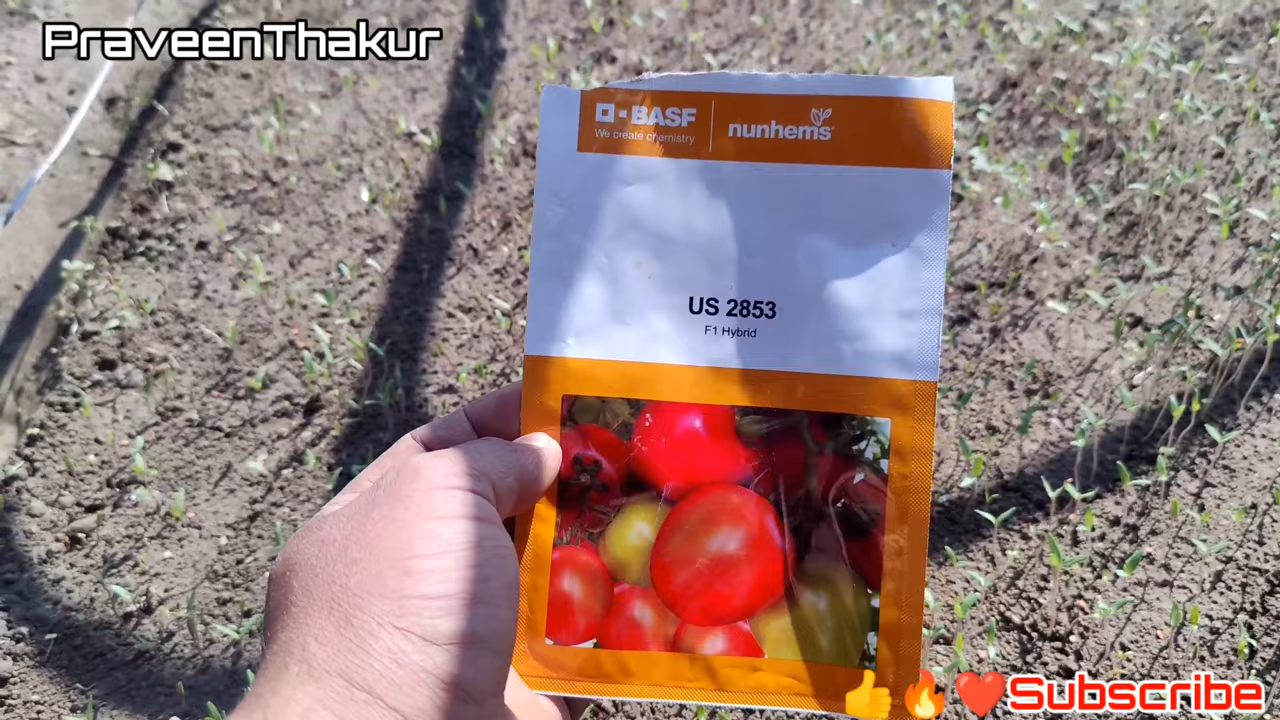 PraveenThakur
BASF
We create chemistry
nunhems
US 2853
F1 Hybrid
Subscribe